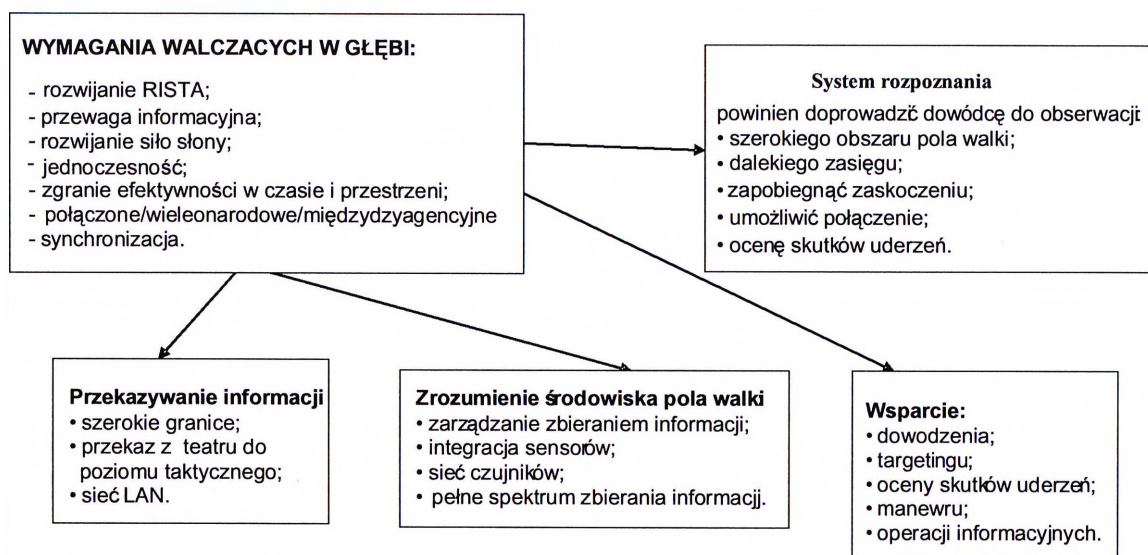 WYMAGANIA WALCZACYCH W GŁĘBI:
- rozwijanie RISTA;
- przewaga informacyjna;
- rozwijanie siło słony;
- jednoczesność;
- zgranie efektywności w czasie i przestrzeni;
- połączone/wieleonarodowe/międzydzyagencyjne
- synchronizacja.
System rozpoznania
powinien doprowadzić dowódcę do obserwacji:
• szerokiego obszaru pola walki;
• dalekiego zasięgu;
• zapobiegnąć zaskoczeniu;
• umożliwić połączenie;
• ocenę skutków uderzeń.
Przekazywanie informacji
• szerokie granice;
• przekaz z teatru do
poziomu taktycznego;
• sieć LAN.
Zrozumienie środowiska pola walki
• zarządzanie zbieraniem informacji;
• integracja sensorów;
• sieć czujników;
• pełne spektrum zbierania informacji.
Wsparcie:
• dowodzenia;
• targetingu;
• oceny skutków uderzeń;
• manewru;
• operacji informacyjnych.